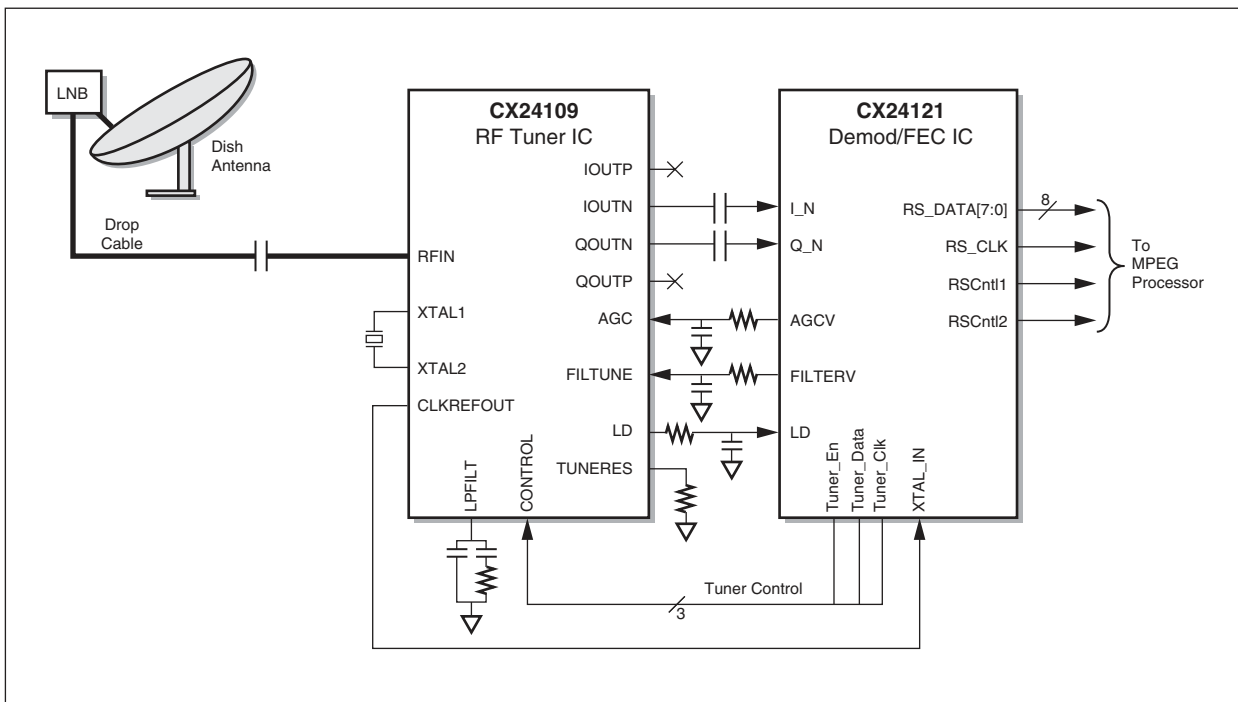 LNB
Dish
Antenna
Drop
Cable
CX24109
RF Tuner IC
IOUTP
IOUTN
QOUTN
QOUTP
AGC
FILTUNE
LD
TUNERES
RFIN
XTAL1
XTAL2
CLKREFOUT
LPFILT
CONTROL
CX24121
Demod/FEC IC
I_N
Q_N
AGCV
FILTERV
LD
RS_DATA[7:0]
RS_CLK
RSCntl1
RSCntl2
Tuner_En
Tuner_Data
Tuner_Clk
XTAL_IN
8
To
MPEG
Processor
Tuner Control
3